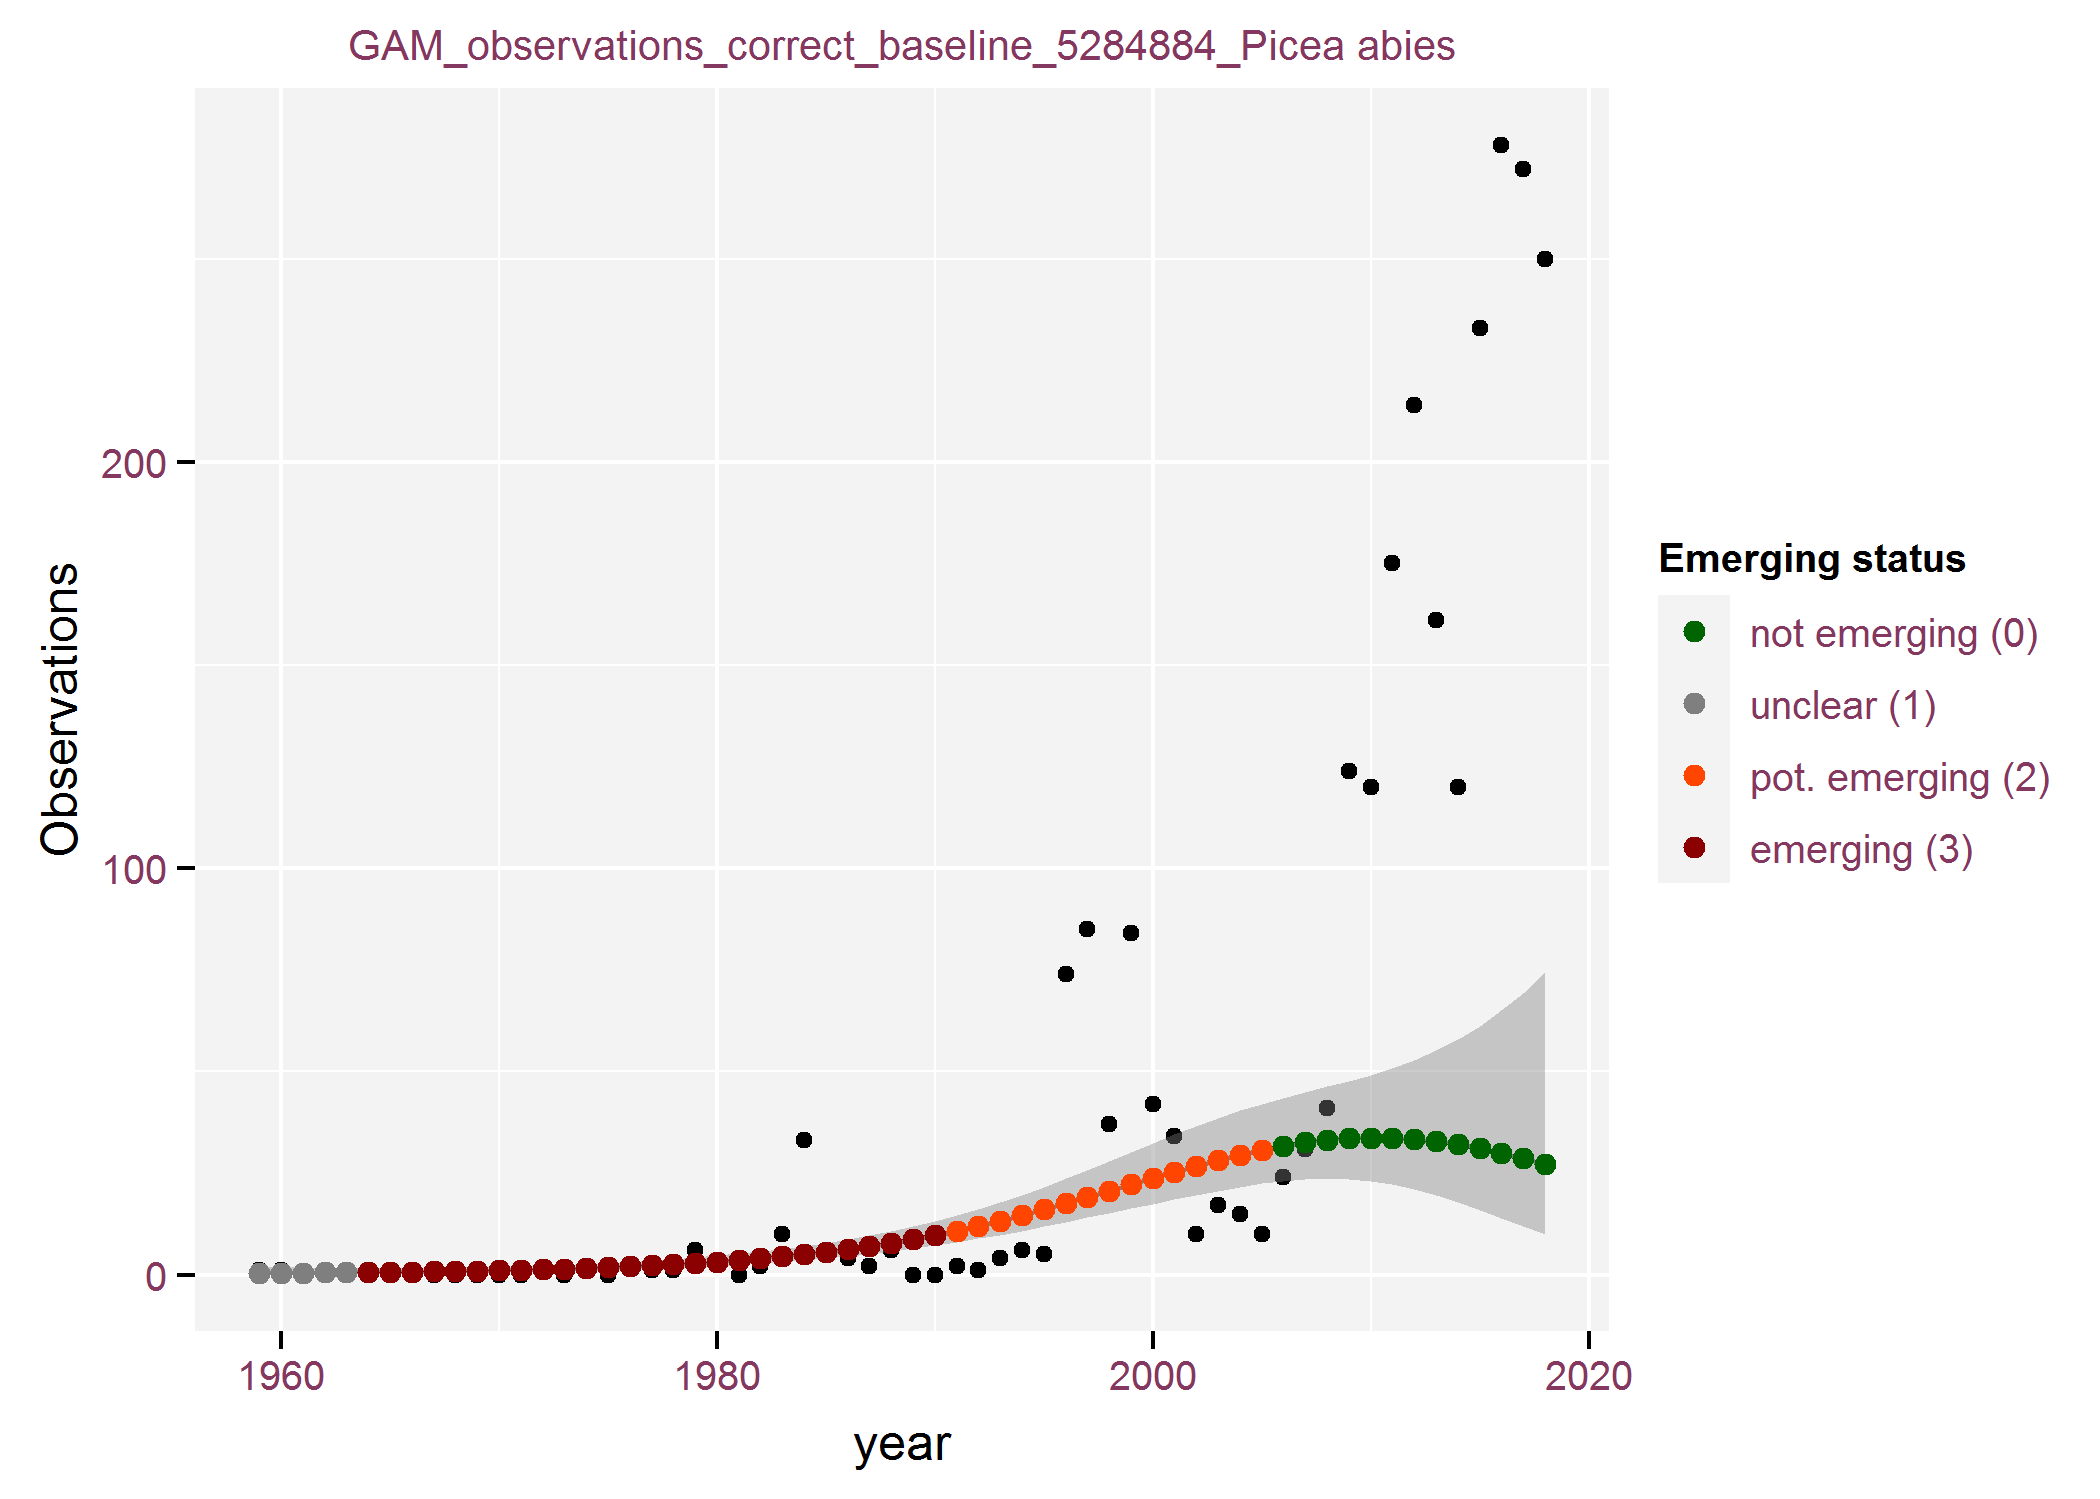 GAM_observations_correct_baseline_5284884_Picea abies
Observations
200
100
0
1960
1980
2000
2020
year
Emerging status
not emerging (0)
unclear (1)
pot. emerging (2)
emerging (3)